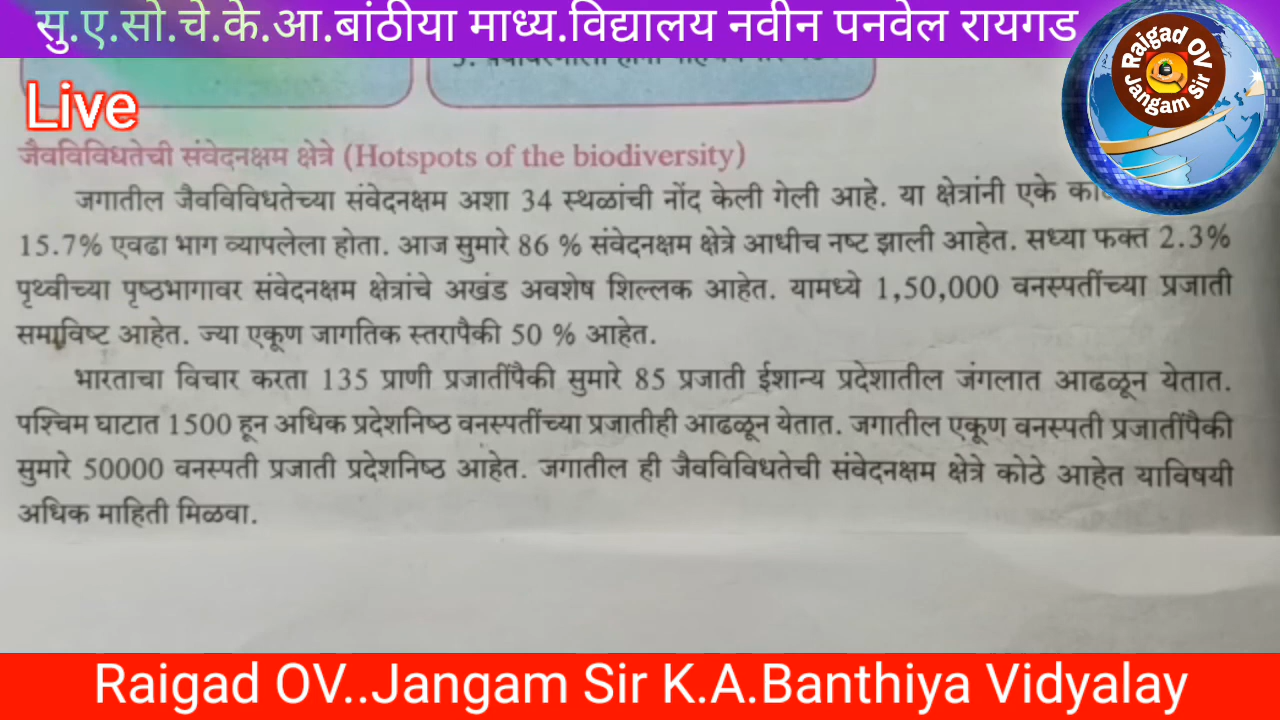 सु.ए.सो.चे.के.आ.बांठीया माध्य.विद्यालय नवीन पनवेल रायगड
Raigad OV
Jangam Sir
Live
जैवविविधतेची संवेदनक्षम क्षेत्रे (Hotspots of the biodiversity)
जगातील जैवविविधतेच्या संवेदनक्षम अशा 34 स्थळांची नोंद केली गेली आहे. या क्षेत्रांनी एके
15.7% एवढा भाग व्यापलेला होता. आज सुमारे 86 % संवेदनक्षम क्षेत्रे आधीच नष्ट झाली आहेत. सध्या फक्त 2.3%
पृथ्वीच्या पृष्ठभागावर संवेदनक्षम क्षेत्रांचे अखंड अवशेष शिल्लक आहेत. यामध्ये 1,50,000 वनस्पतींच्या प्रजाती
समाविष्ट आहेत. ज्या एकूण जागतिक स्तरापैकी 50 % आहेत.
भारताचा विचार करता 135 प्राणी प्रजातींपैकी सुमारे 85 प्रजाती ईशान्य प्रदेशातील जंगलात आढळून येतात.
पश्चिम घाटात 1500 हून अधिक प्रदेशनिष्ठ वनस्पतींच्या प्रजातीही आढळून येतात. जगातील एकूण वनस्पती प्रजातींपैकी
सुमारे 50000 वनस्पती प्रजाती प्रदेशनिष्ठ आहेत. जगातील ही जैवविविधतेची संवेदनक्षम क्षेत्रे कोठे आहेत याविषयी
अधिक माहिती मिळवा.
Raigad OV..Jangam Sir K.A.Banthiya Vidyalay